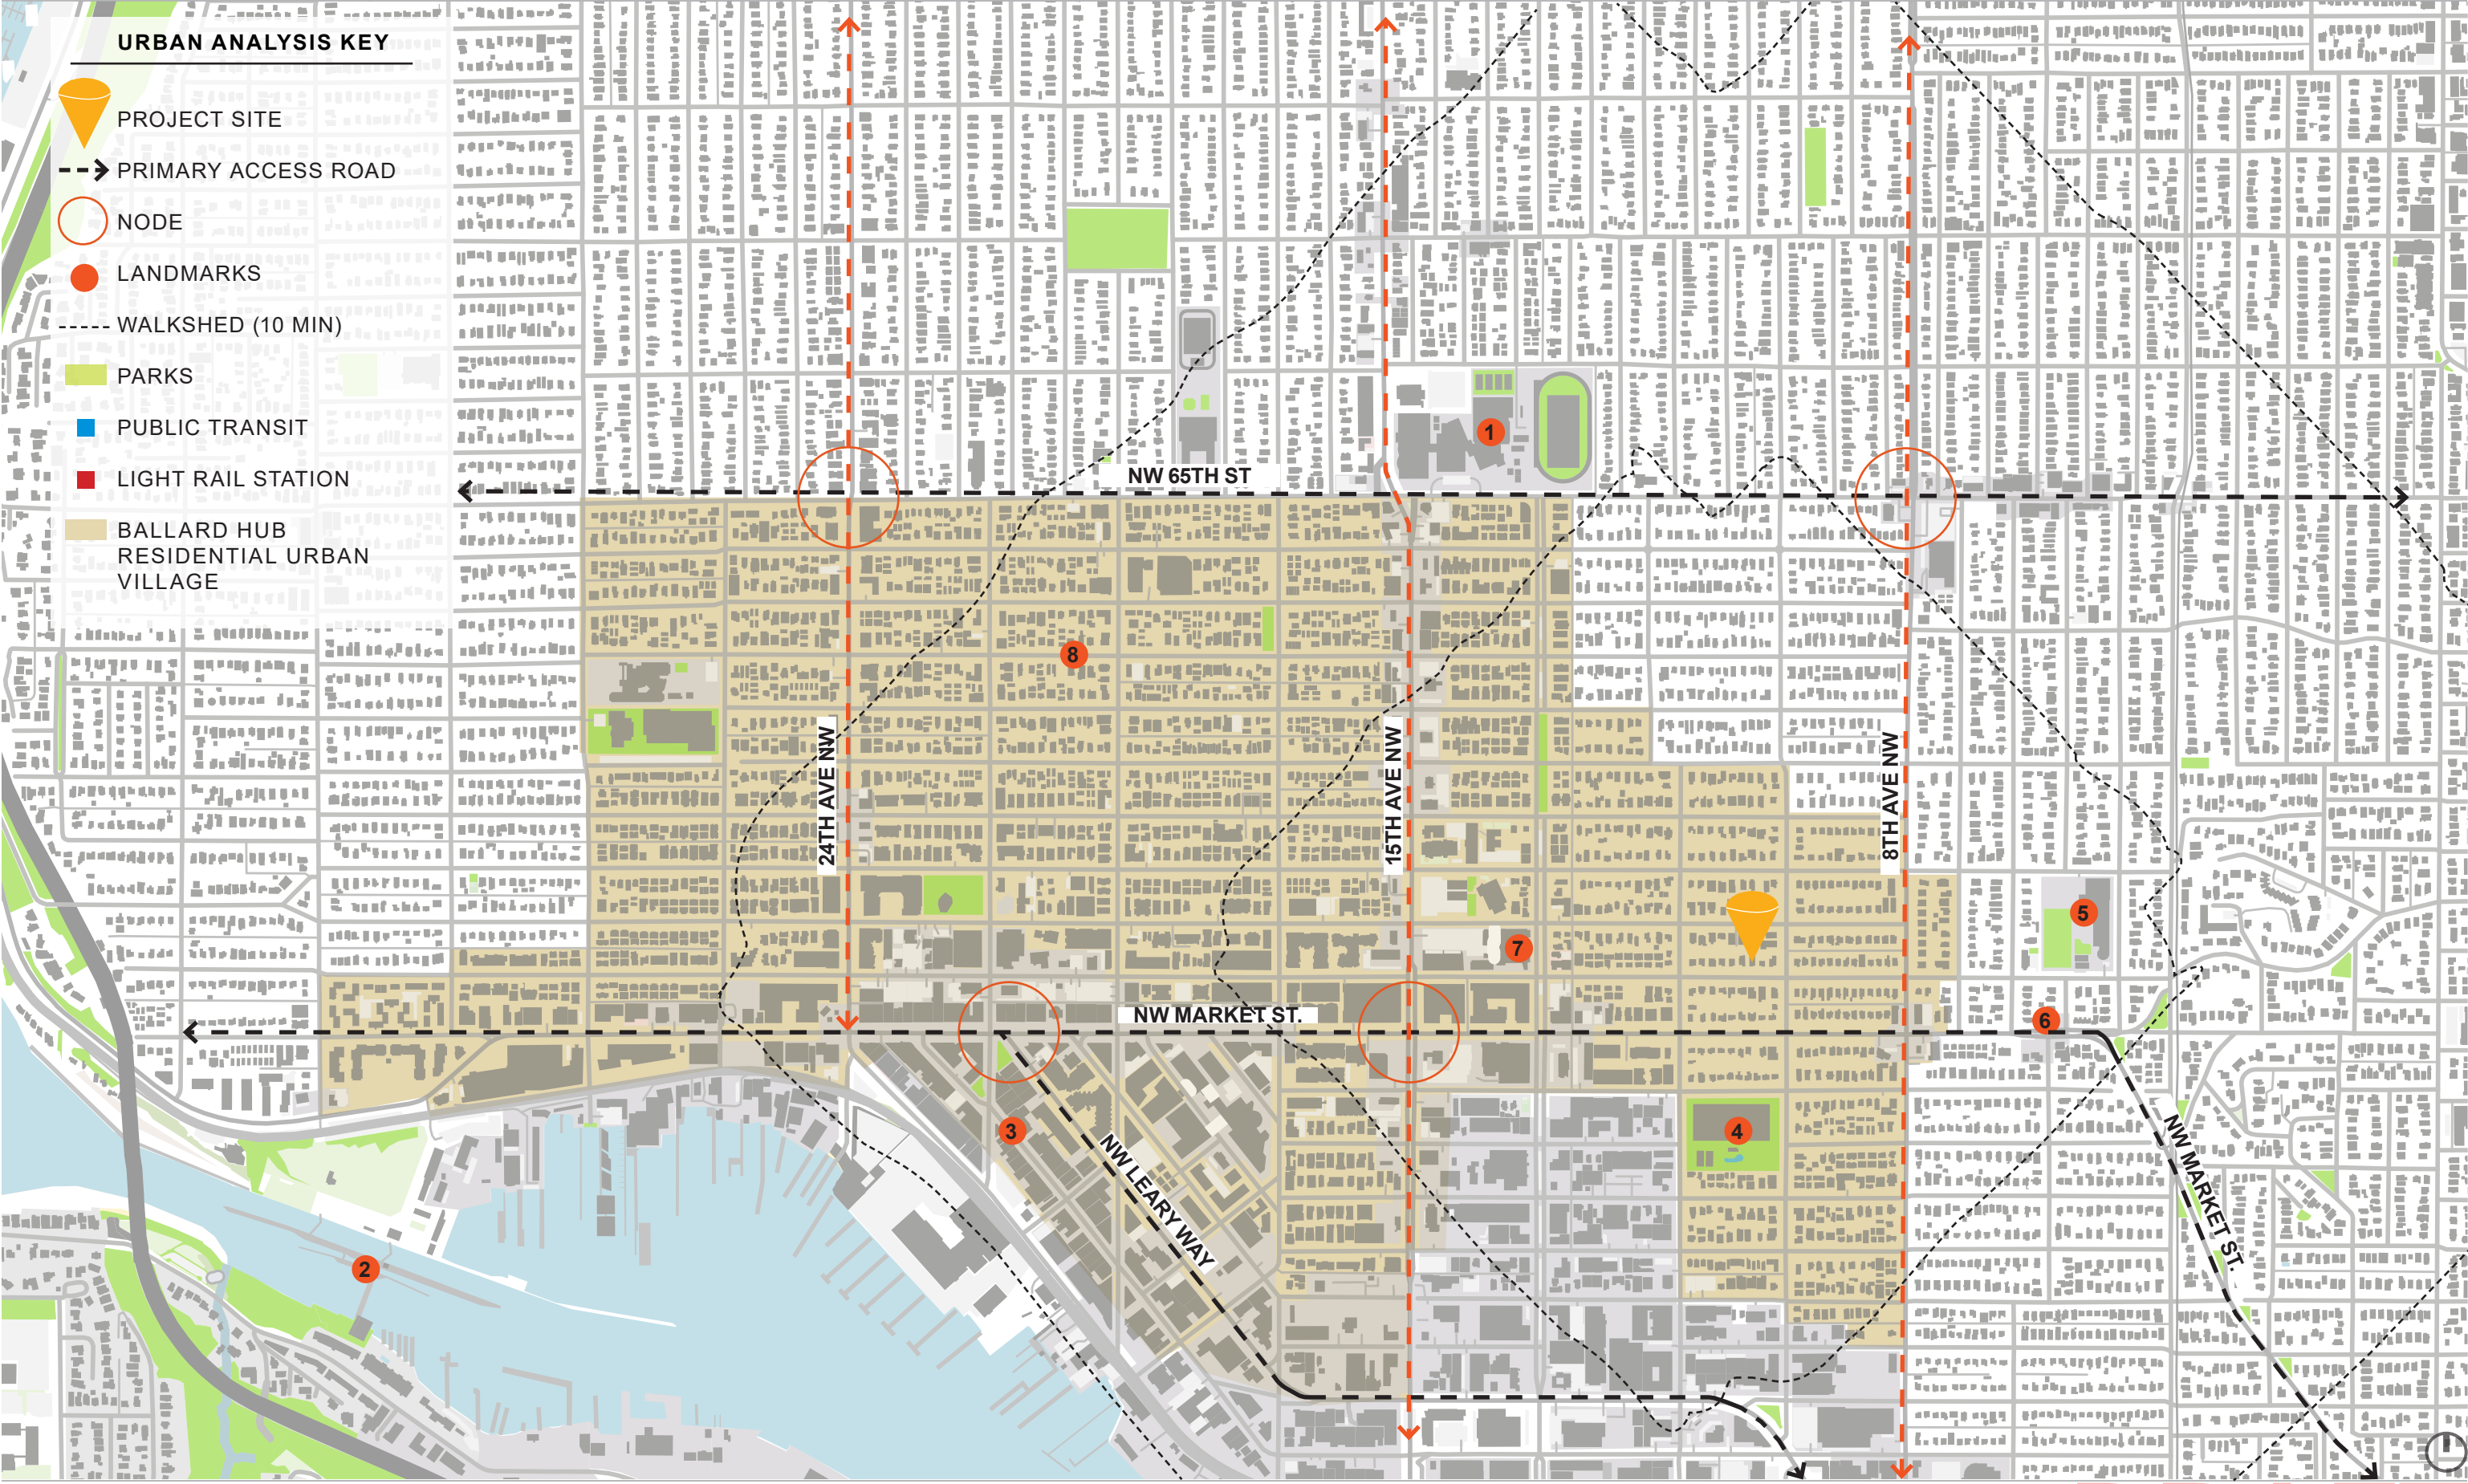 URBAN ANALYSIS KEY
PROJECT SITE
PRIMARY ACCESS ROAD
NODE
LANDMARKS
WALKSHED (10 MIN)
PARKS
PUBLIC TRANSIT
LIGHT RAIL STATION
BALLARD HUB
RESIDENTIAL URBAN
VILLAGE
1
NW 65TH ST
8
24TH AVE NW
15TH AVE NW
8TH AVE NW
5
7
NW MARKET ST.
6
3
4
NW LEARY WAY
NW MARKET ST.
2